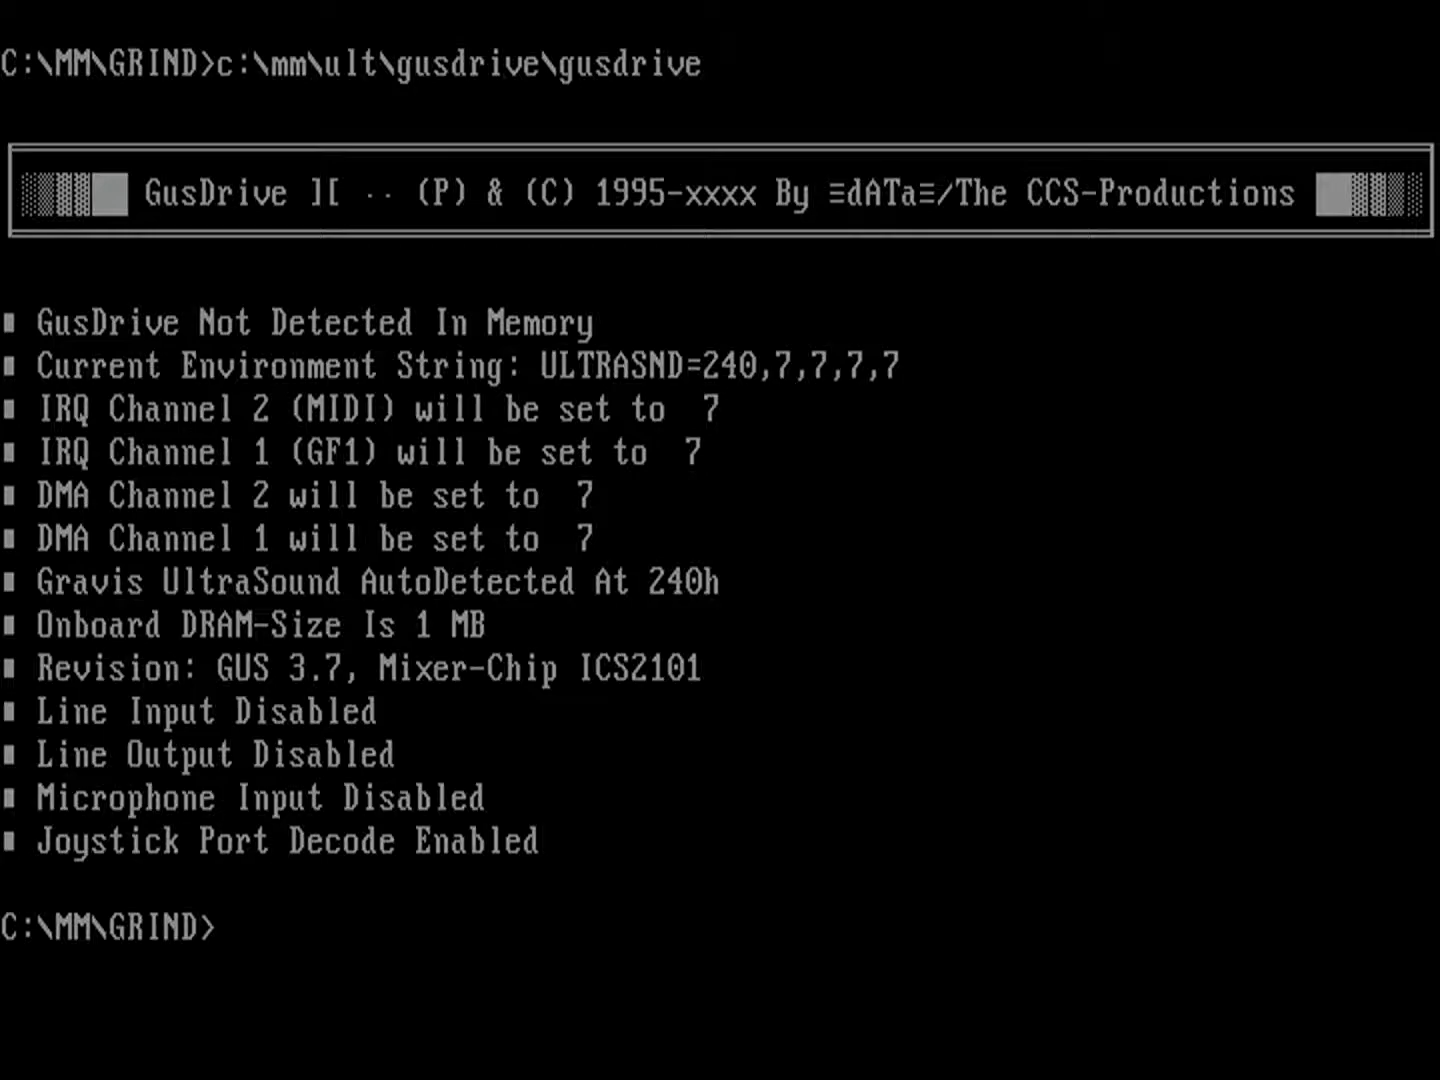 C:\MM\GRIND>c:\mm\ult\gusdrive\gusdrive
GusDrive ][ ·· (P) & (C) 1995-xxxx By ≡dATa≡/The CCS-Productions
GusDrive Not Detected In Memory
Current Environment String: ULTRASND=240,7,7,7,7
IRQ Channel 2 (MIDI) will be set to  7
IRQ Channel 1 (GF1) will be set to  7
DMA Channel 2 will be set to  7
DMA Channel 1 will be set to  7
Gravis UltraSound AutoDetected At 240h
Onboard DRAM-Size Is 1 MB
Revision: GUS 3.7, Mixer-Chip ICS2101
Line Input Disabled
Line Output Disabled
Microphone Input Disabled
Joystick Port Decode Enabled
C:\MM\GRIND>